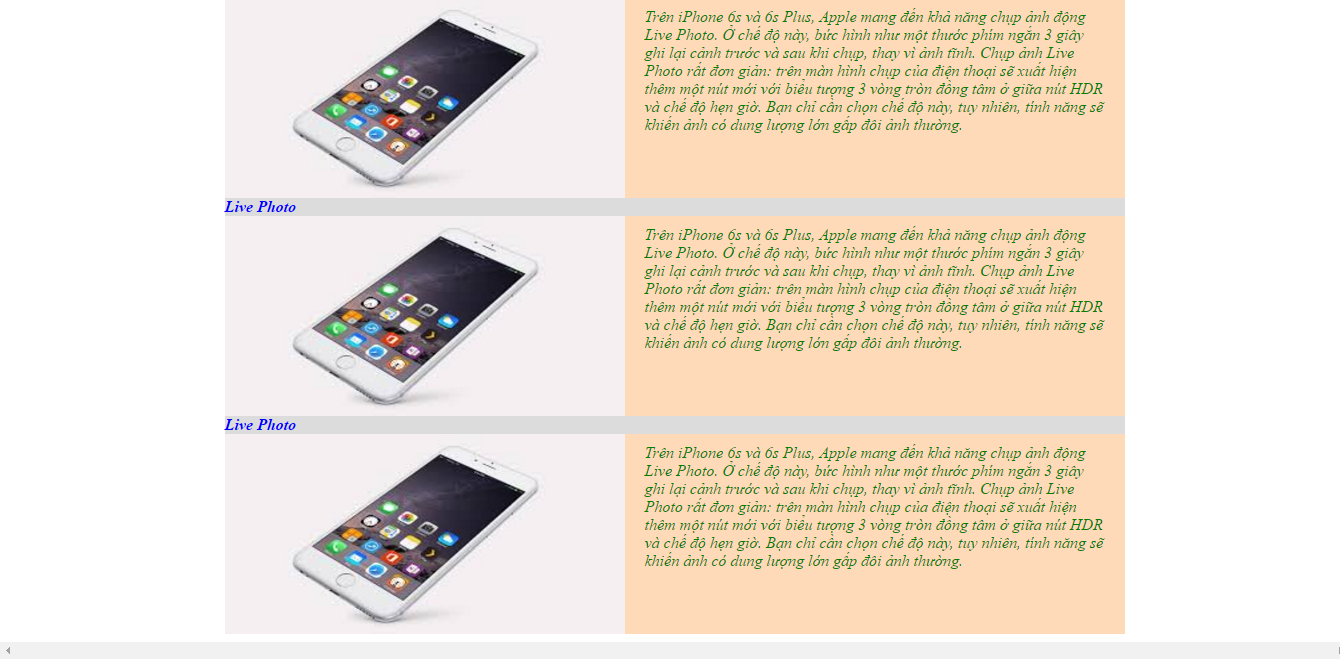 Trên iPhone 6s và 6s Plus, Apple mang đến khả năng chụp ảnh động
Live Photo. Ở chế độ này, bức hình như một thước phim ngắn 3 giây
ghi lại cảnh trước và sau khi chụp, thay vì ảnh tĩnh. Chụp ảnh Live
Photo rất đơn giản: trên màn hình chụp của điện thoại sẽ xuất hiện
thêm một nút mới với biểu tượng 3 vòng tròn đồng tâm ở giữa nút HDR
và chế độ hẹn giờ. Bạn chỉ cần chọn chế độ này, tuy nhiên, tính năng sẽ
khiến ảnh có dung lượng lớn gấp đôi ảnh thường.
Live Photo
Trên iPhone 6s và 6s Plus, Apple mang đến khả năng chụp ảnh động
Live Photo. Ở chế độ này, bức hình như một thước phim ngắn 3 giây
ghi lại cảnh trước và sau khi chụp, thay vì ảnh tĩnh. Chụp ảnh Live
Photo rất đơn giản: trên màn hình chụp của điện thoại sẽ xuất hiện
thêm một nút mới với biểu tượng 3 vòng tròn đồng tâm ở giữa nút HDR
và chế độ hẹn giờ. Bạn chỉ cần chọn chế độ này, tuy nhiên, tính năng sẽ
khiến ảnh có dung lượng lớn gấp đôi ảnh thường.
Live Photo
Trên iPhone 6s và 6s Plus, Apple mang đến khả năng chụp ảnh động
Live Photo. Ở chế độ này, bức hình như một thước phim ngắn 3 giây
ghi lại cảnh trước và sau khi chụp, thay vì ảnh tĩnh. Chụp ảnh Live
Photo rất đơn giản: trên màn hình chụp của điện thoại sẽ xuất hiện
thêm một nút mới với biểu tượng 3 vòng tròn đồng tâm ở giữa nút HDR
và chế độ hẹn giờ. Bạn chỉ cần chọn chế độ này, tuy nhiên, tính năng sẽ
khiến ảnh có dung lượng lớn gấp đôi ảnh thường.